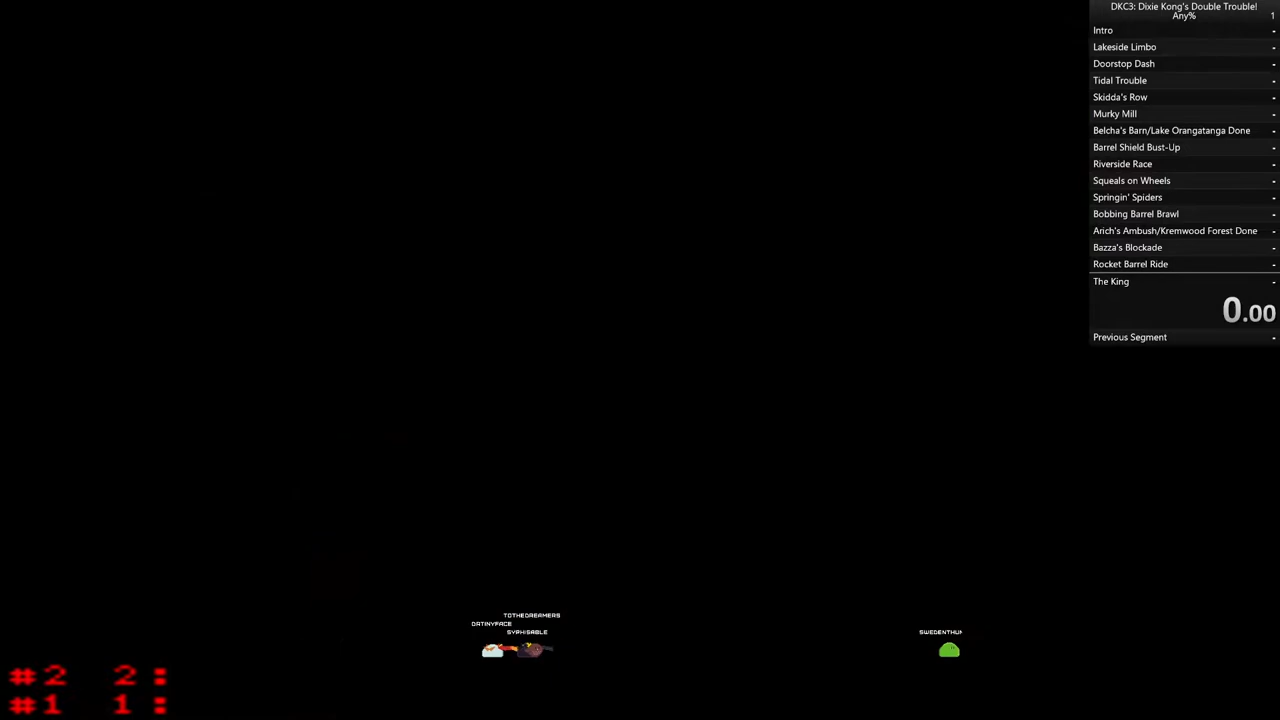 DKC3: Dixie Kong's Double Trouble!
Any%
1
Intro -
Lakeside Limbo -
Doorstop Dash -
Tidal Trouble -
Skidda's Row -
Murky Mill -
Belcha's Barn/Lake Orangatanga Done -
Barrel Shield Bust-Up -
Riverside Race -
Squeals on Wheels -
Springin' Spiders -
Bobbing Barrel Brawl -
Arich's Ambush/Kremwood Forest Done -
Bazza's Blockade -
Rocket Barrel Ride -
The King -
0.00
Previous Segment -
TOTHEDREAMERS
DRTINYFACE
SYPHISABLE
SWEDENTHUN
#2 2:
#1 1: